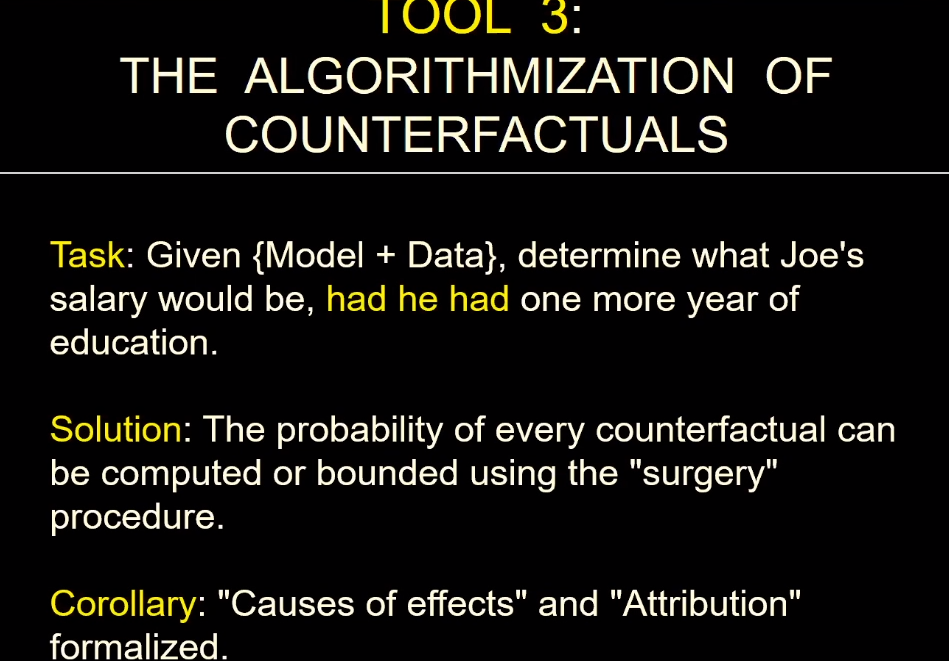 TOOL 3:
THE ALGORITHMIZATION OF
COUNTERFACTUALS
Task: Given {Model + Data}, determine what Joe's
salary would be, had he had one more year of
education.
Solution: The probability of every counterfactual can
be computed or bounded using the "surgery"
procedure.
Corollary: "Causes of effects" and "Attribution"
formalized.